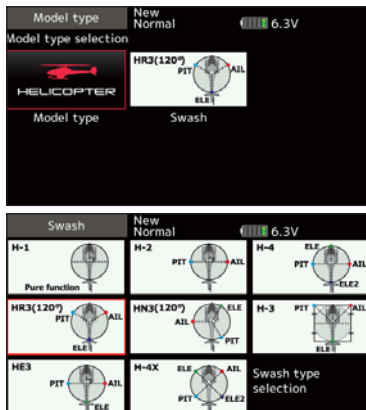 Model type
New
Normal
6.3V
Model type selection
HELICOPTER
HR3(120°)
PIT
AIL
ELE
Model type
Swash
Swash
New
Normal
6.3V
H-1
Pure function
H-2
PIT
AIL
H-4
ELE
PIT
AIL
ELE2
HR3(120°)
PIT
AIL
ELE
HN3(120°)
ELE
AIL
PIT
H-3
PIT
AIL
ELE
HE3
PIT
AIL
ELE
H-4X
ELE
AIL
PIT
ELE2
Swash type
selection